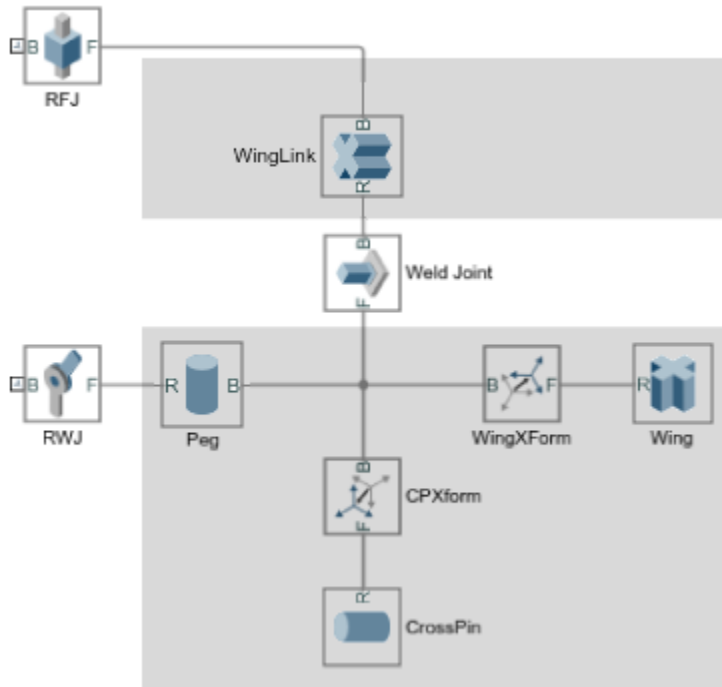 B F
RFJ
B
WingLink
R
B
Weld Joint
F
B F
RWJ
R B
Peg
B F
WingXForm
R
Wing
B
CPXform
F
R
CrossPin